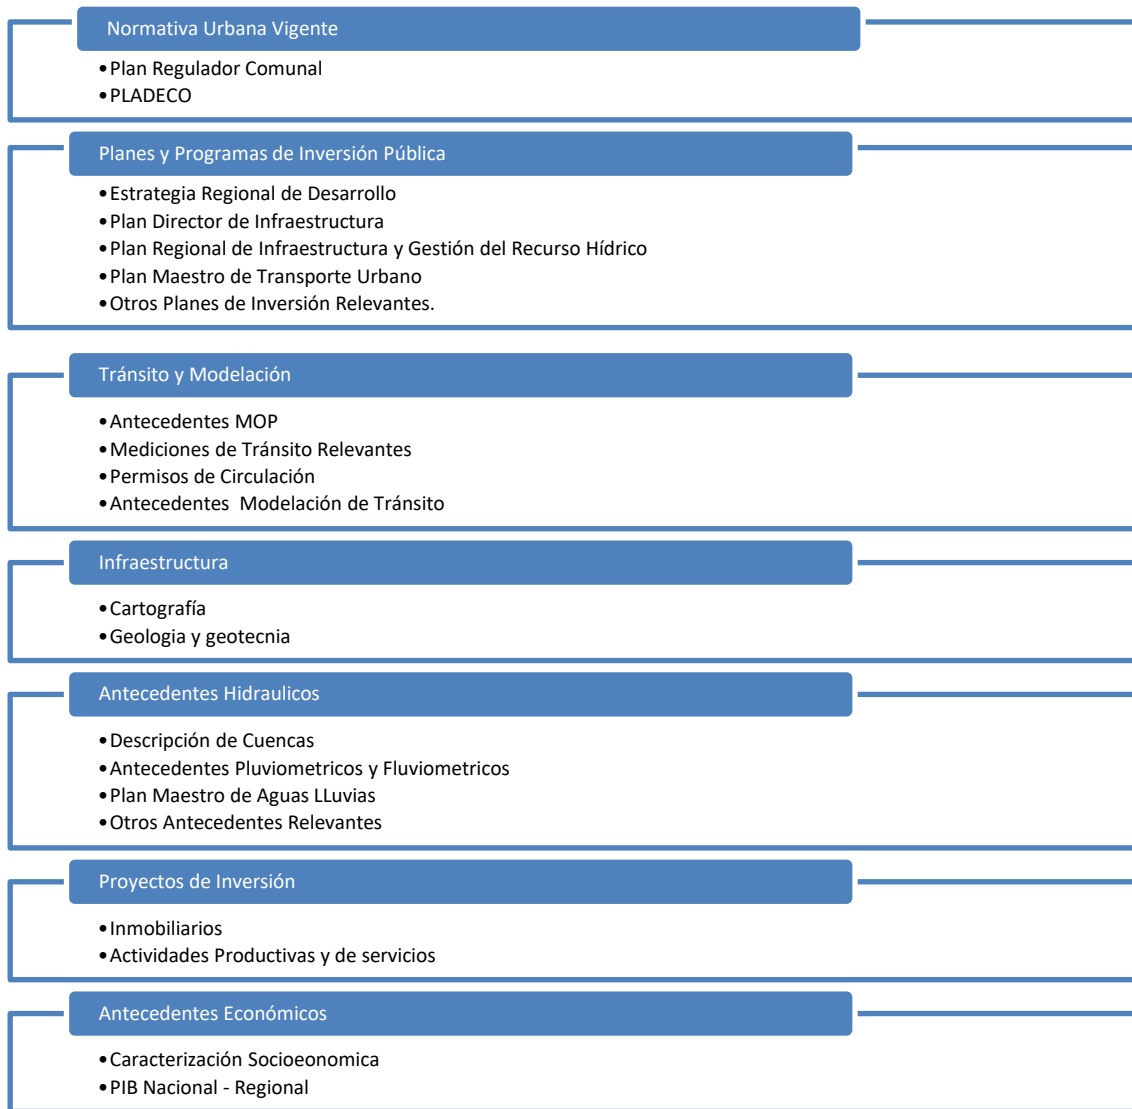 Normativa Urbana Vigente
•Plan Regulador Comunal
•PLADECO
Planes y Programas de Inversión Pública
•Estrategia Regional de Desarrollo
•Plan Director de Infraestructura
•Plan Regional de Infraestructura y Gestión del Recurso Hídrico
•Plan Maestro de Transporte Urbano
•Otros Planes de Inversión Relevantes.
Tránsito y Modelación
•Antecedentes MOP
•Mediciones de Tránsito Relevantes
•Permisos de Circulación
•Antecedentes  Modelación de Tránsito
Infraestructura
•Cartografía
•Geologia y geotecnia
Antecedentes Hidraulicos
•Descripción de Cuencas
•Antecedentes Pluviometricos y Fluviometricos
•Plan Maestro de Aguas LLuvias
•Otros Antecedentes Relevantes
Proyectos de Inversión
•Inmobiliarios
•Actividades Productivas y de servicios
Antecedentes Económicos
•Caracterización Socioeonomica
•PIB Nacional - Regional